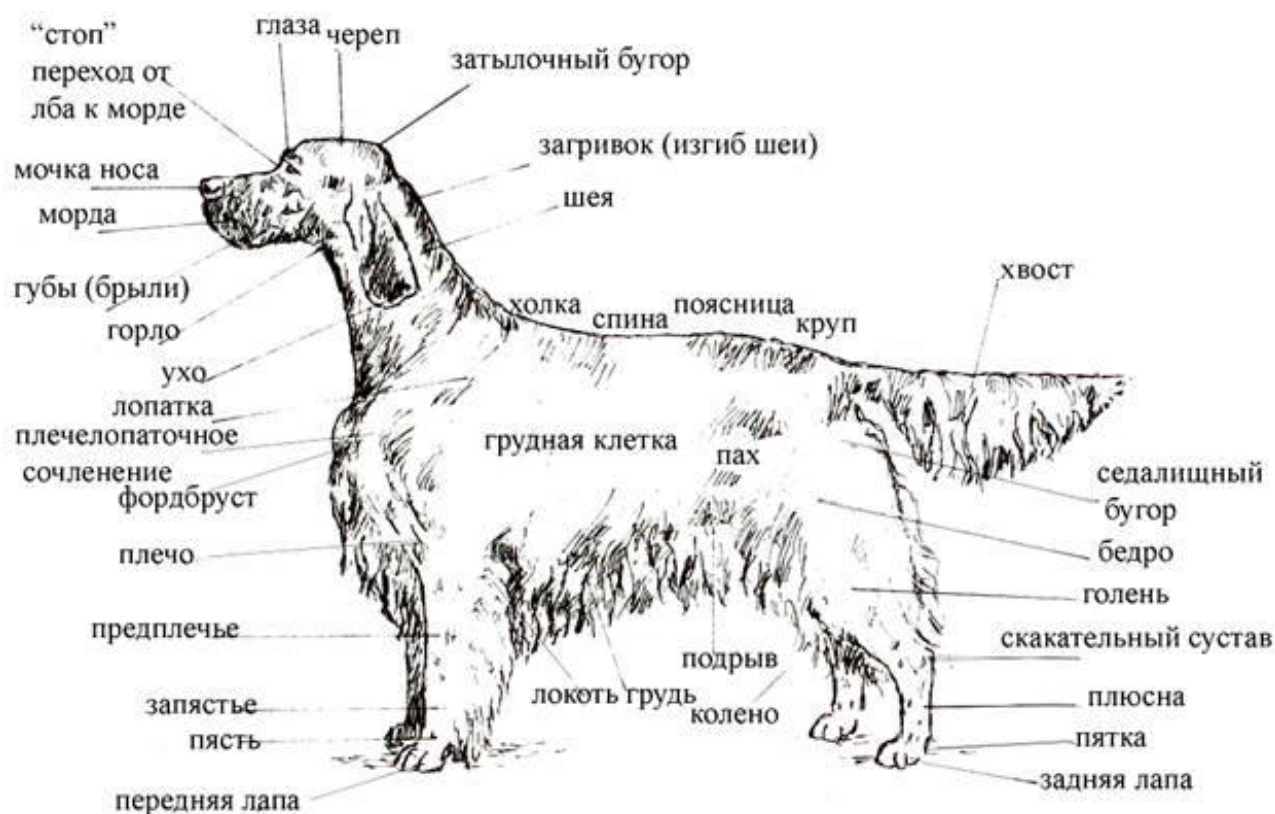 “стоп”
переход от
лба к морде
глаза
череп
затылочный бугор
загривок (изгиб шеи)
шея
мочка носа
морда
губы (брыли)
горло
ухо
лопатка
плечелопаточное
сочленение
фордбруст
плечо
предплечье
запястье
пясть
передняя лапа
холка
спина
поясница
круп
хвост
грудная клетка
пах
седалищный
бугор
бедро
голень
скакательный сустав
плюсна
пятка
задняя лапа
подрыв
локоть
грудь
колено